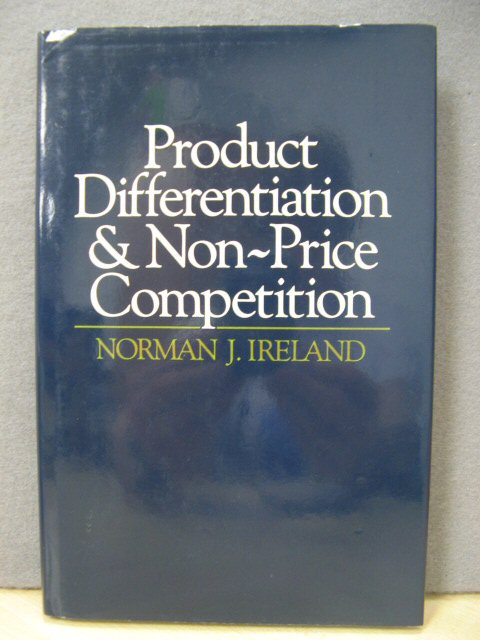 Product
Differentiation
& Non~Price
Competition
NORMAN J. IRELAND